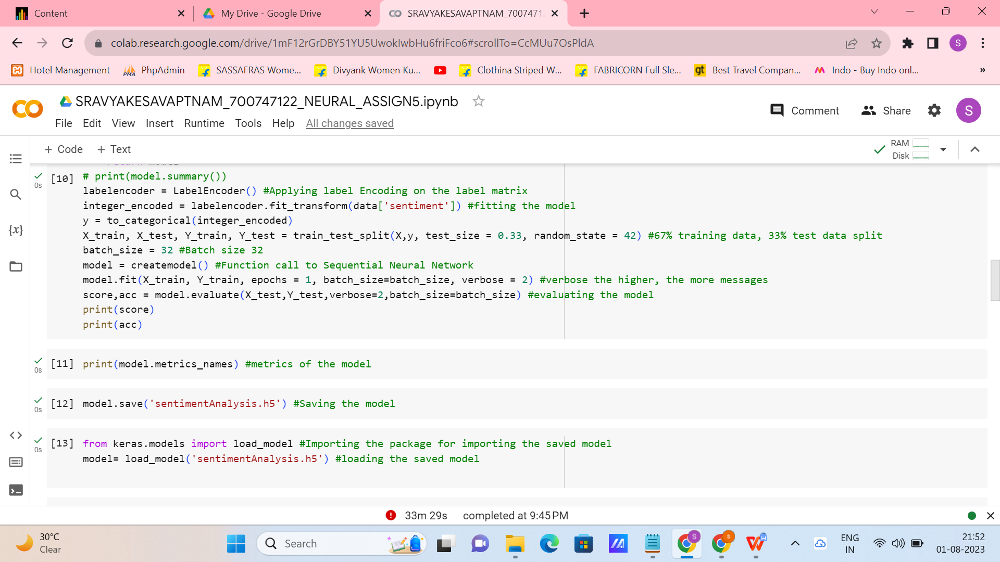 Content
My Drive - Google Drive
SRAVYAKESAVAPTNAM_7007471
colab.research.google.com/drive/1mF12rGrDBY51YU5UwoklwbHu6friFco6#scrollTo=CcMUu7OsPldA
S
Hotel Management
PMA PhpAdmin
SASSAFRAS Wome...
Divyank Women Ku...
Clothina Striped W...
FABRICORN Full Sle...
gt Best Travel Compan...
Indo - Buy Indo onl...
»
SRAVYAKESAVAPTNAM_700747122_NEURAL_ASSIGN5.ipynb
Comment
Share
S
File Edit View Insert Runtime Tools Help All changes saved
+ Code + Text
RAM
Disk
0s
[10] # print(model.summary())
labelencoder = LabelEncoder() #Applying label Encoding on the label matrix
integer_encoded = labelencoder.fit_transform(data['sentiment']) #fitting the model
y = to_categorical(integer_encoded)
X_train, X_test, Y_train, Y_test = train_test_split(X,y, test_size = 0.33, random_state = 42) #67% training data, 33% test data split
batch_size = 32 #Batch size 32
model = createmodel() #Function call to Sequential Neural Network
model.fit(X_train, Y_train, epochs = 1, batch_size=batch_size, verbose = 2) #verbose the higher, the more messages
score,acc = model.evaluate(X_test,Y_test,verbose=2,batch_size=batch_size) #evaluating the model
print(score)
print(acc)
{x}
0s
[11] print(model.metrics_names) #metrics of the model
0s
[12] model.save('sentimentAnalysis.h5') #Saving the model
0s
[13] from keras.models import load_model #Importing the package for importing the saved model
model= load_model('sentimentAnalysis.h5') #loading the saved model
33m 29s completed at 9:45 PM
30°C
Clear
Search
S
S
W
ENG
IN
21:52
01-08-2023